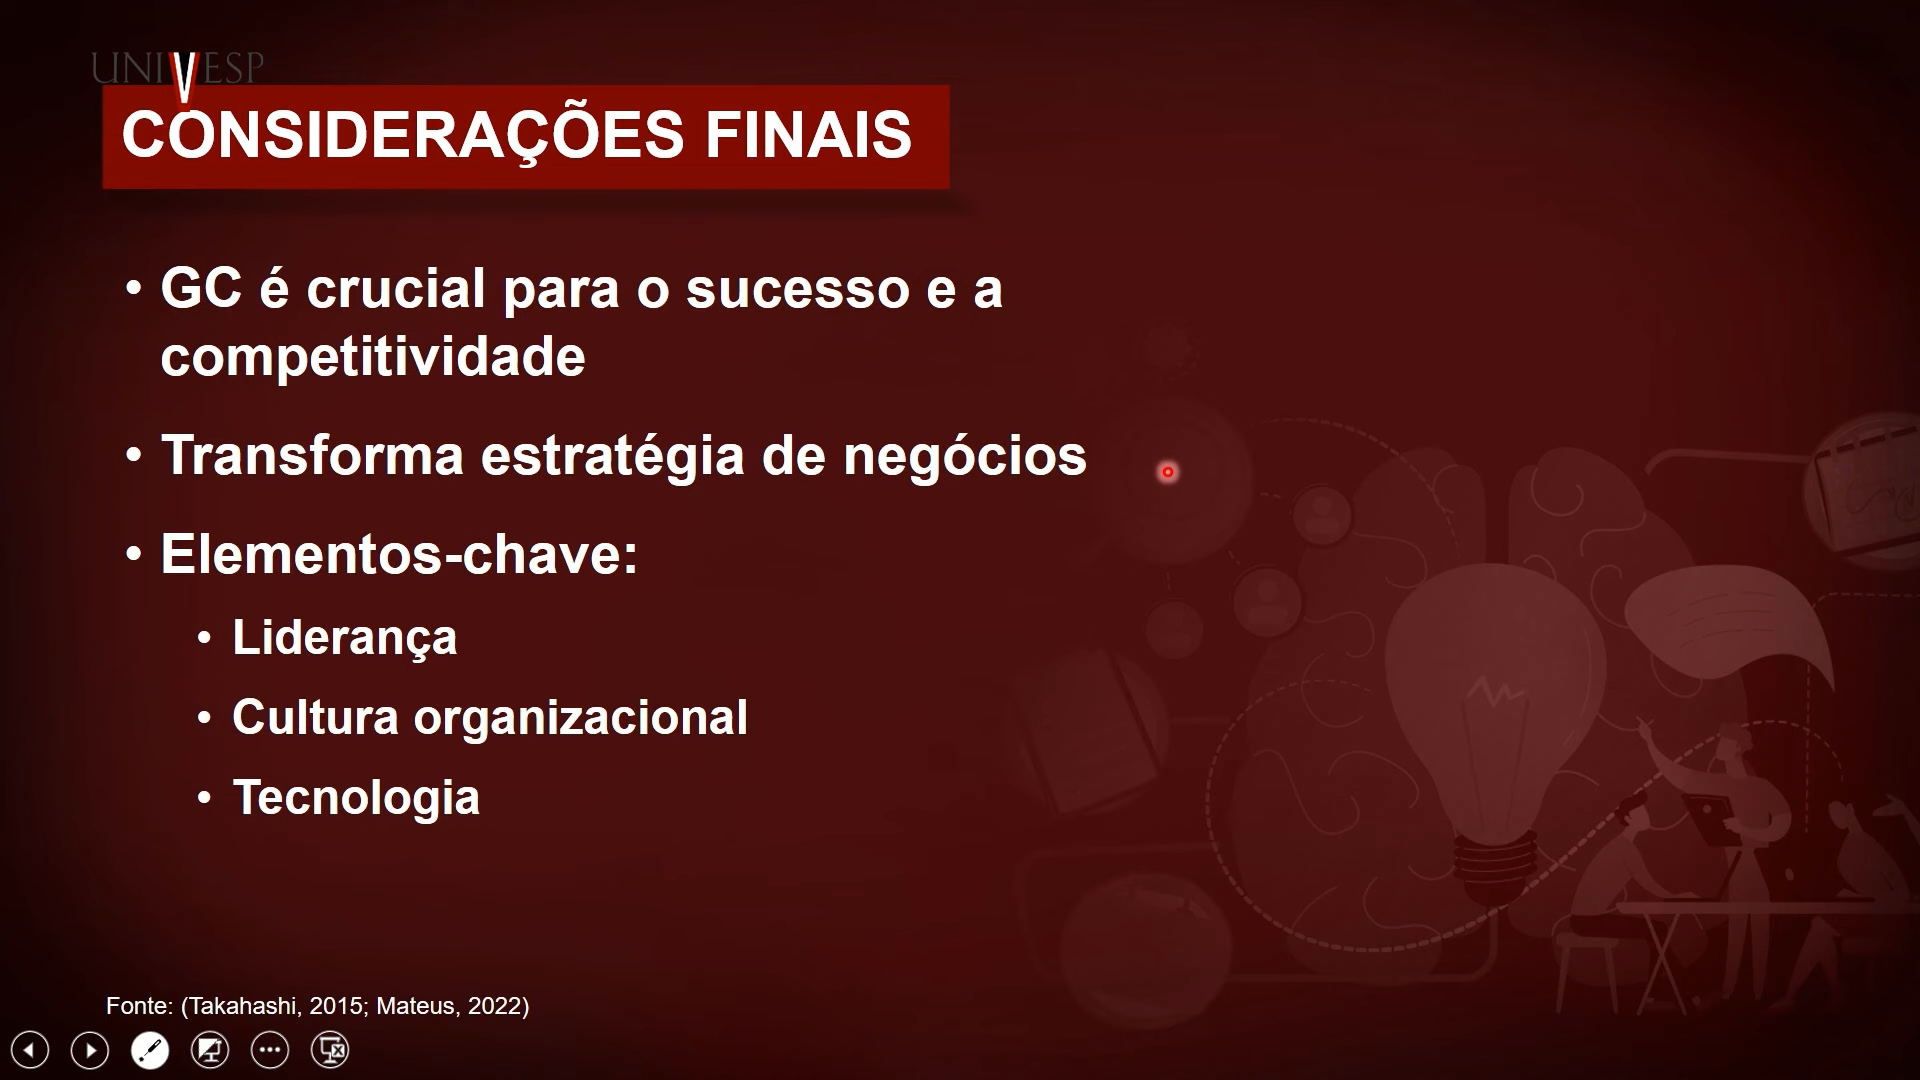 UNIVESP
CONSIDERAÇÕES FINAIS
• GC é crucial para o sucesso e a
competitividade
• Transforma estratégia de negócios
• Elementos-chave:
• Liderança
• Cultura organizacional
• Tecnologia
Fonte: (Takahashi, 2015; Mateus, 2022)